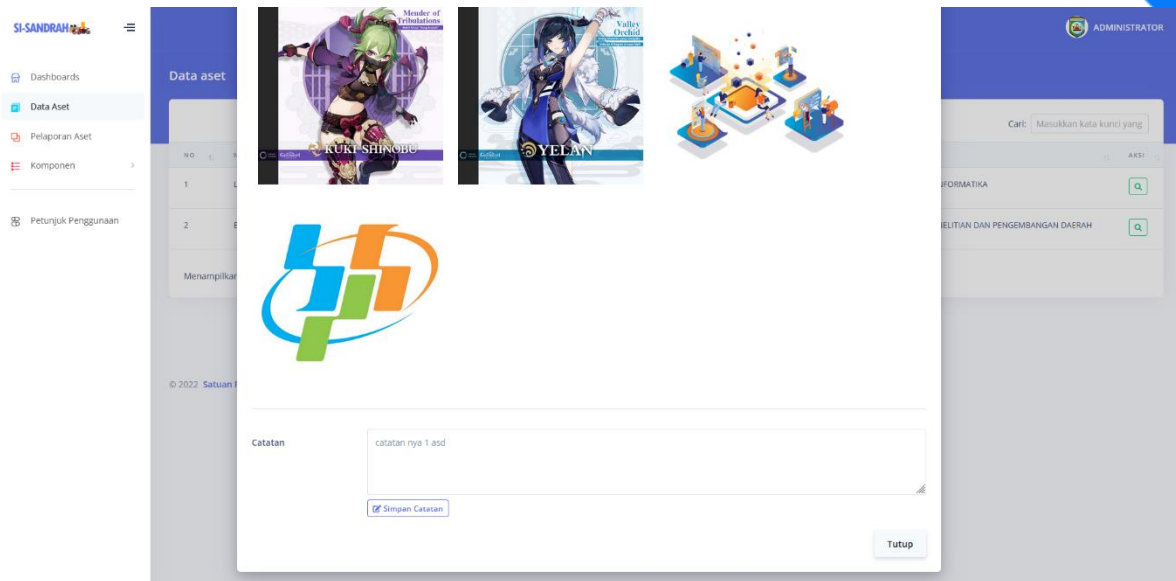 SI-SANDRAH
ADMINISTRATOR
Dashboards
Data Aset
Pelaporan Aset
Komponen
Petunjuk Penggunaan
Data aset
Cari: Masukkan kata kunci yang
NO
AKSI
1
NFORMATIKA
2
NELITIAN DAN PENGEMBANGAN DAERAH
Menampilkan
© 2022 Satuan
Mender of
Tribulations
KUKI SHINOBU
Valley
Orchid
YELAN
Catatan
catatan nya 1 asd
Simpan Catatan
Tutup